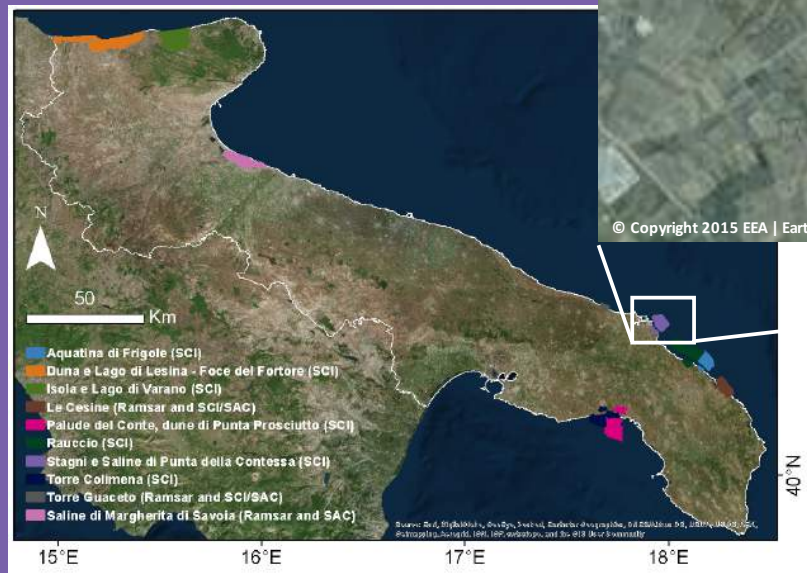 © Copyright 2015 EEA | Eart
N
50
Km
Aquatina di Frigole (SCI)
Duna e Lago di Lesina - Foce del Fortore (SCI)
Isola e Lago di Varano (SCI)
Le Cesine (Ramsar and SCI/SAC)
Palude del Conte, dune di Punta Prosciutto (SCI)
Rauccio (SCI)
Stagni e Saline di Punta della Contessa (SCI)
Torre Colimena (SCI)
Torre Guaceto (Ramsar and SCI/SAC)
Saline di Margherita di Savoia (Ramsar and SAC)
40°N
15°E
16°E
17°E
18°E